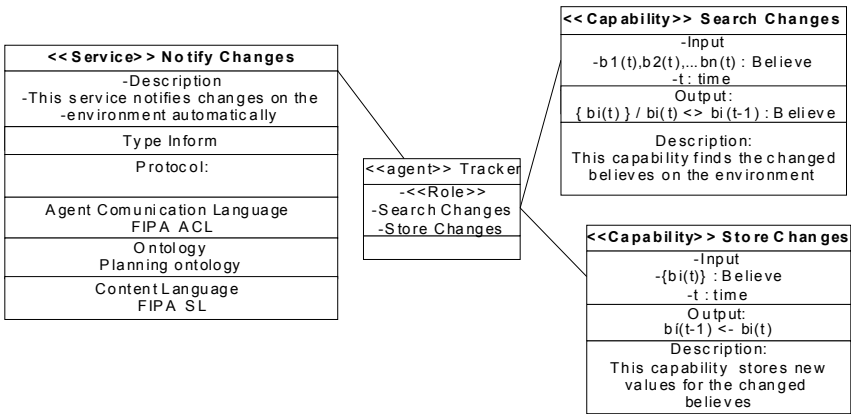 <<Service>> Notify Changes
-Description
-This service notifies changes on the
-environment automatically
Type Inform
Protocol:
Agent Comunication Language
FIPA ACL
Ontology
Planning ontology
Content Language
FIPA SL
<<agent>> Tracker
-<<Role>>
-Search Changes
-Store Changes
<<Capability>> Search Changes
-Input
-b1(t),b2(t),...bn(t) : Believe
-t : time
Output:
{ bi(t) } / bi(t) <> bi(t-1) : Believe
Description:
This capability finds the changed
believes on the environment
<<Capability>> Store Changes
-Input
-{bi(t)} : Believe
-t : time
Output:
bí(t-1) <- bi(t)
Description:
This capability stores new
values for the changed
believes